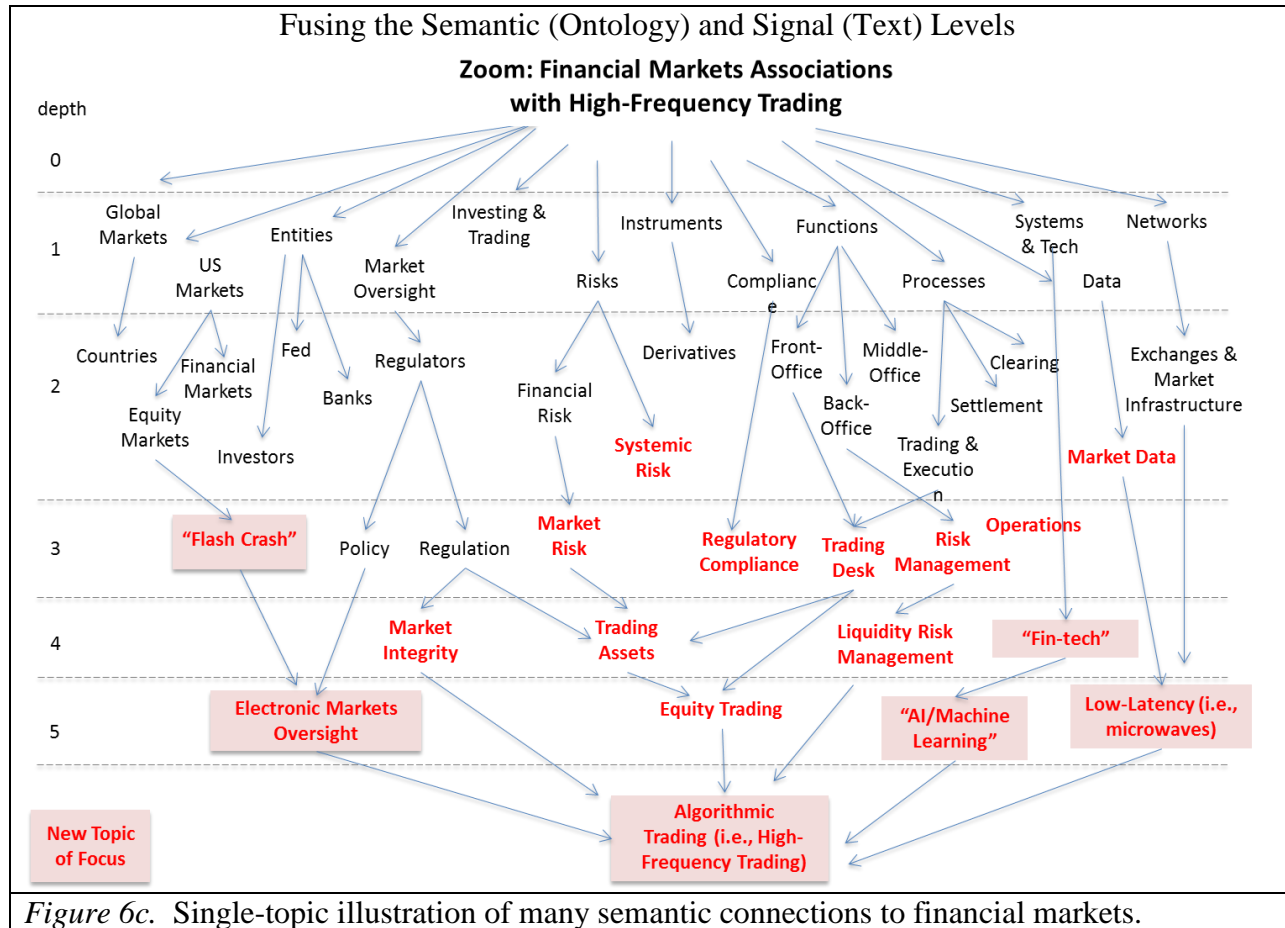 Fusing the Semantic (Ontology) and Signal (Text) Levels
Zoom: Financial Markets Associations
with High-Frequency Trading
depth
0
Global
Markets
Entities
Investing &
Trading
Instruments
Functions
Systems
& Tech
Networks
1
US
Markets
Market
Oversight
Risks
Complianc
e
Processes
Data
Countries
Financial
Markets
Fed
Regulators
Derivatives
Front-
Office
Middle-
Office
Clearing
Exchanges &
Market
Infrastructure
2
Equity
Markets
Banks
Financial
Risk
Back-
Office
Settlement
Investors
Systemic
Risk
Trading &
Executio
n
Market Data
3
“Flash Crash”
Policy
Regulation
Market
Risk
Regulatory
Compliance
Trading
Desk
Risk
Management
Operations
4
Market
Integrity
Trading
Assets
Liquidity Risk
Management
“Fin-tech”
5
Electronic Markets
Oversight
Equity Trading
“AI/Machine
Learning”
Low-Latency (i.e.,
microwaves)
New Topic
of Focus
Algorithmic
Trading (i.e., High-
Frequency Trading)
Figure 6c.  Single-topic illustration of many semantic connections to financial markets.